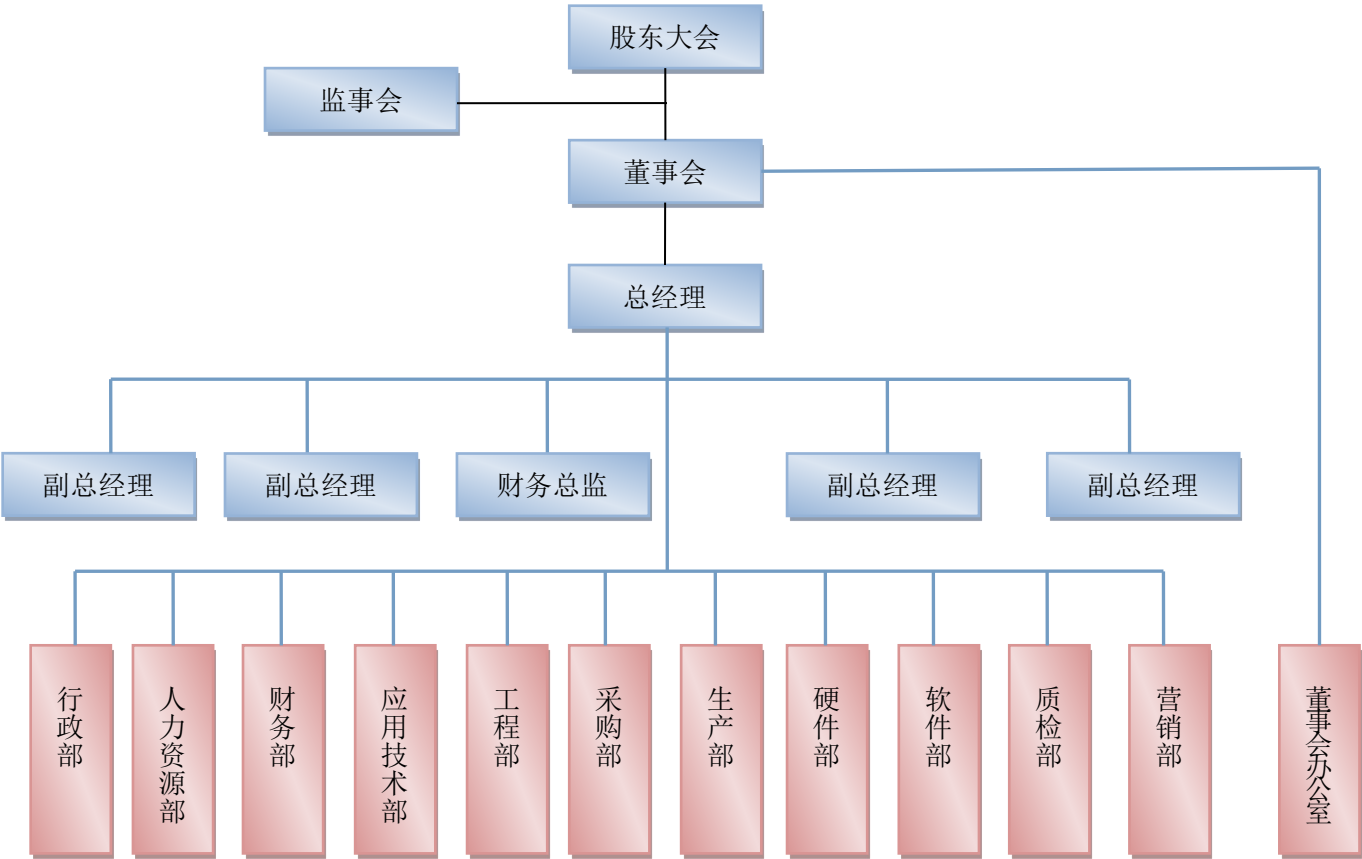 股东大会
监事会
董事会
总经理
副总经理
副总经理
财务总监
副总经理
副总经理
行政部
人力资源部
财务部
应用技术部
工程部
采购部
生产部
硬件部
软件部
质检部
营销部
董事会办公室